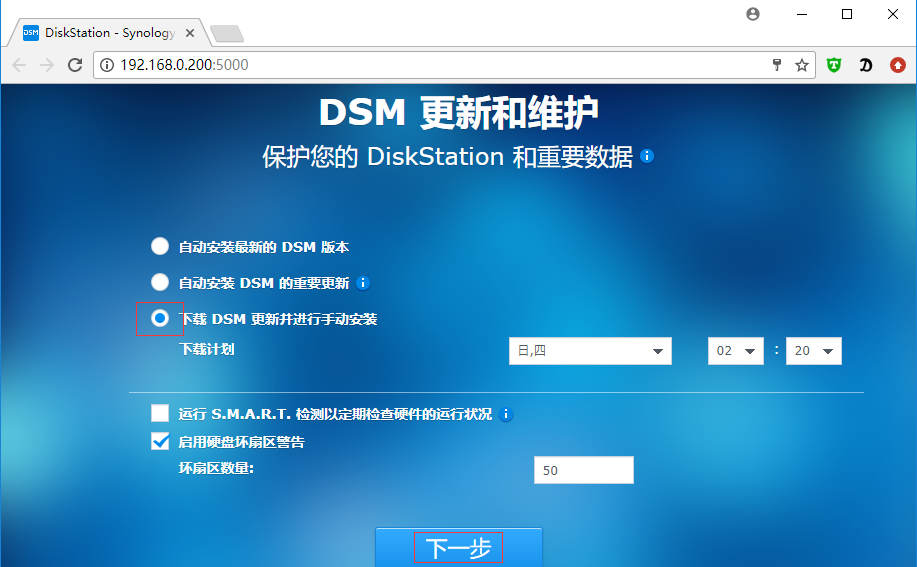 DSM DiskStation - Synology
192.168.0.200:5000
DSM 更新和维护
保护您的 DiskStation 和重要数据
自动安装最新的 DSM 版本
自动安装 DSM 的重要更新
下载 DSM 更新并进行手动安装
下载计划 日,四 02 : 20
运行 S.M.A.R.T. 检测以定期检查硬件的运行状况
启用硬盘坏扇区警告
坏扇区数量: 50
下一步